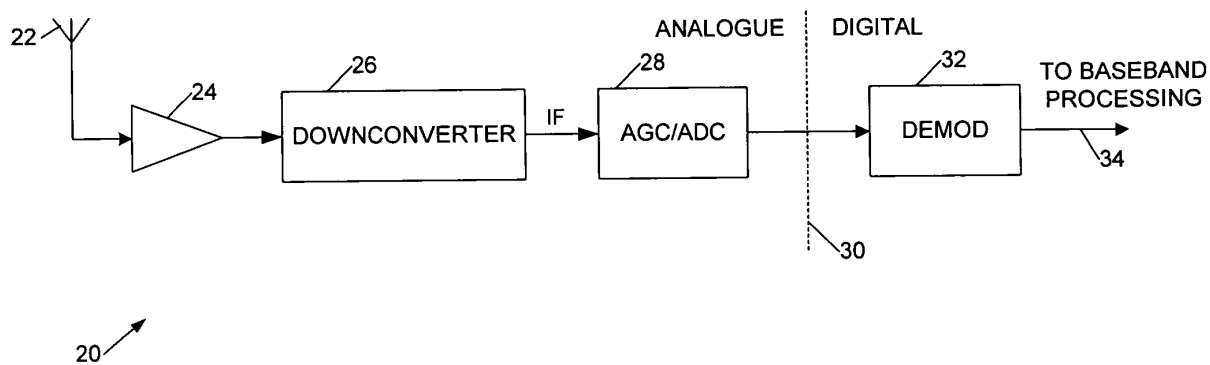 22
24
26
DOWNCONVERTER
IF
28
AGC/ADC
ANALOGUE
DIGITAL
30
32
DEMOD
TO BASEBAND
PROCESSING
34
20